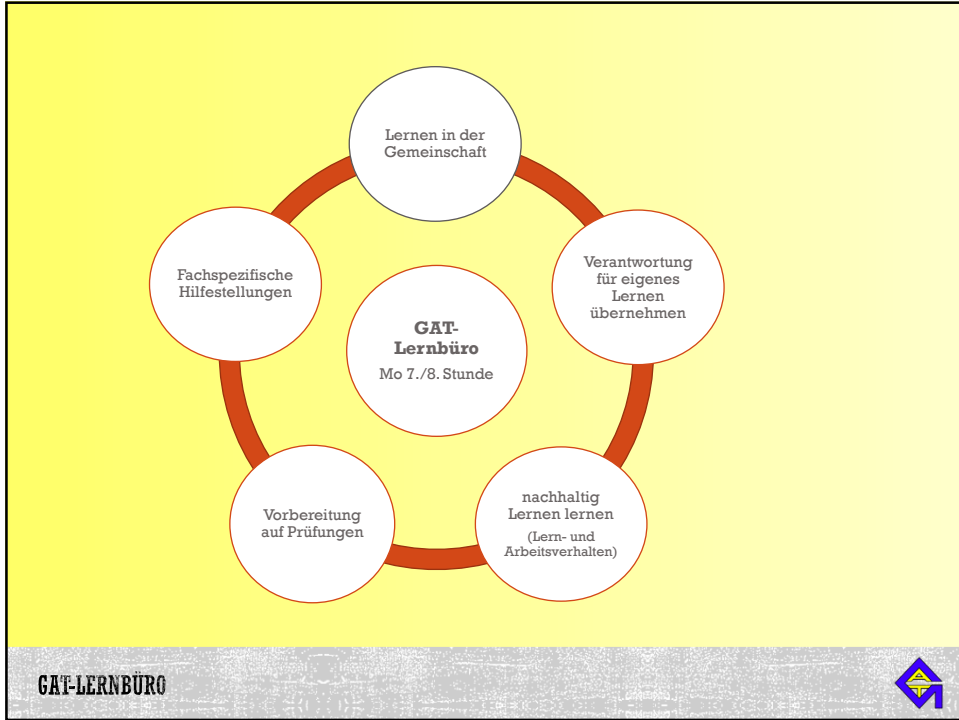 Lernen in der
Gemeinschaft
Verantwortung
für eigenes
Lernen
übernehmen
nachhaltig
Lernen lernen
(Lern- und
Arbeitsverhalten)
Vorbereitung
auf Prüfungen
Fachspezifische
Hilfestellungen
GAT-
Lernbüro
Mo 7./8. Stunde
GAT-LERNBÜRO